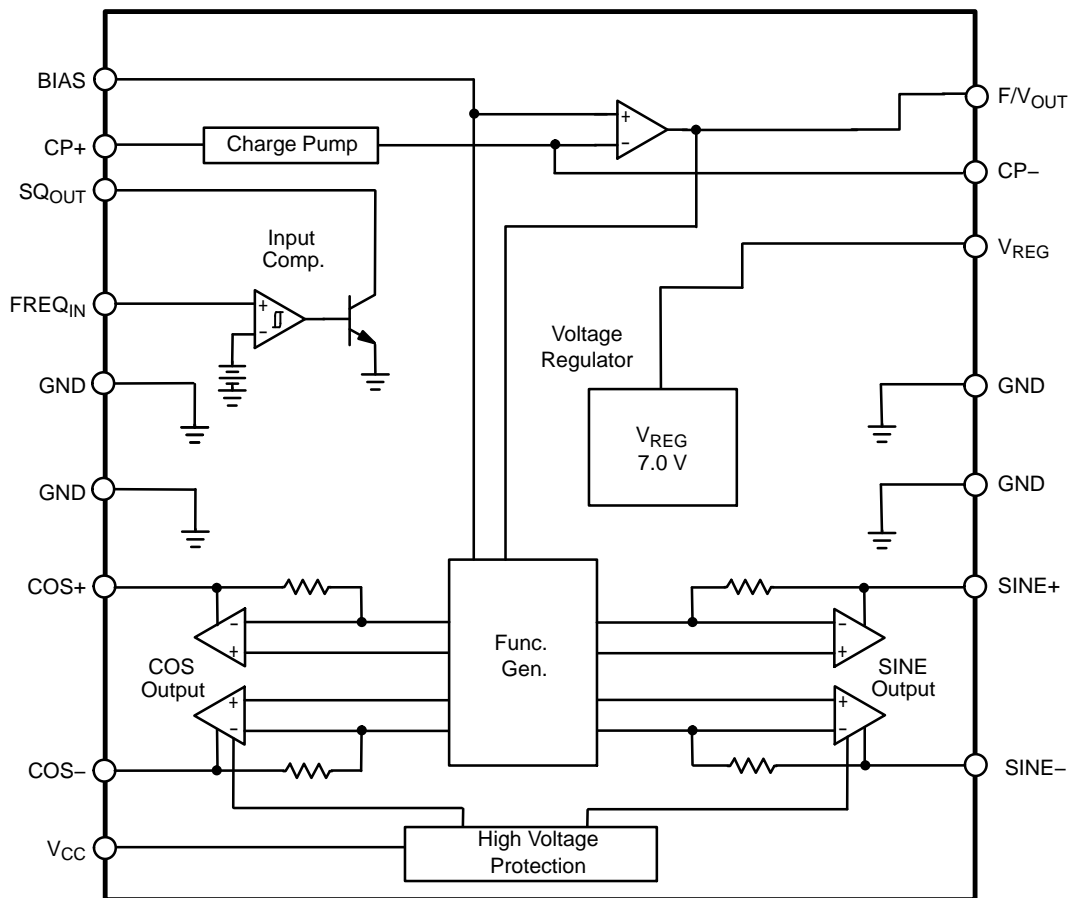 BIAS
F/VOUT
+
−
CP+
Charge Pump
CP–
SQOUT
Input
Comp.
VREG
FREQIN
+
−
Voltage
Regulator
GND
GND
VREG
7.0 V
GND
GND
COS+
SINE+
−
+
−
+
Func.
Gen.
COS
Output
SINE
Output
+
−
+
−
COS–
SINE–
High Voltage
Protection
VCC